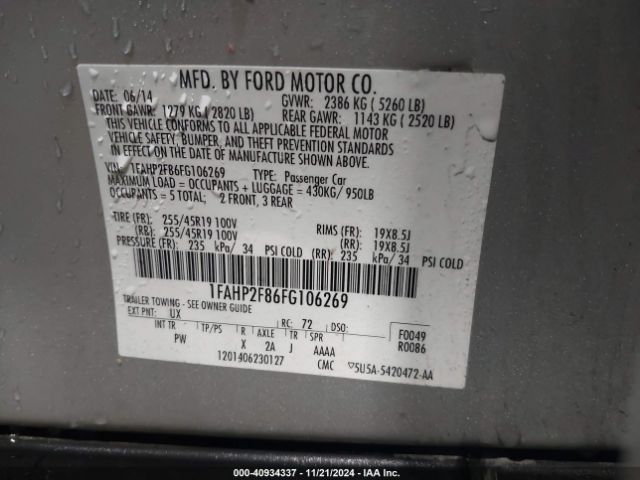 MFD. BY FORD MOTOR CO.
DATE: 06/14 GVWR: 2386 KG ( 5260 LB)
FRONT GAWR: 1279 KG ( 2820 LB) REAR GAWR: 1143 KG ( 2520 LB)
THIS VEHICLE CONFORMS TO ALL APPLICABLE FEDERAL MOTOR
VEHICLE SAFETY, BUMPER, AND THEFT PREVENTION STANDARDS
IN EFFECT ON THE DATE OF MANUFACTURE SHOWN ABOVE.
VIN: 1FAHP2F86FG106269 TYPE: Passenger Car
MAXIMUM LOAD = OCCUPANTS + LUGGAGE = 430KG/ 950LB
OCCUPANTS = 5 TOTAL; 2 FRONT, 3 REAR
TIRE (FR): 255/45R19 100V RIMS (FR): 19X8.5J
(RR): 255/45R19 100V (RR): 19X8.5J
PRESSURE (FR): 235 kPa/ 34 PSI COLD (RR): 235 kPa/ 34 PSI COLD
1FAHP2F86FG106269
TRAILER TOWING - SEE OWNER GUIDE
EXT PNT: UX RC: 72 DSO: F0049
INT TR TP/PS R AXLE TR SPR R0086
PW X 2A J AAAA
1201406230127 CMC ▽5U5A-5420472-AA
000-40934337 - 11/21/2024 - IAA Inc.